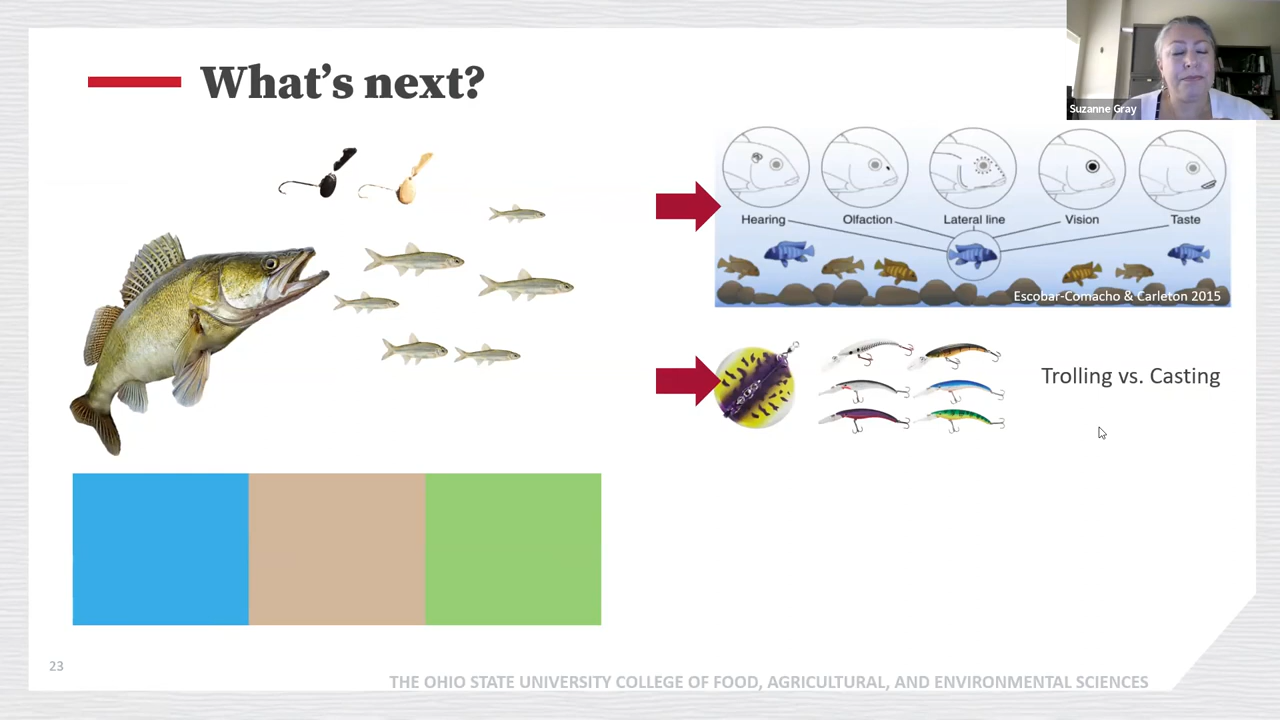 What's next?
Suzanne Gray
Hearing
Olfaction
Lateral line
Vision
Taste
Escobar-Comacho & Carleton 2015
Trolling vs. Casting
23
THE OHIO STATE UNIVERSITY COLLEGE OF FOOD, AGRICULTURAL, AND ENVIRONMENTAL SCIENCES